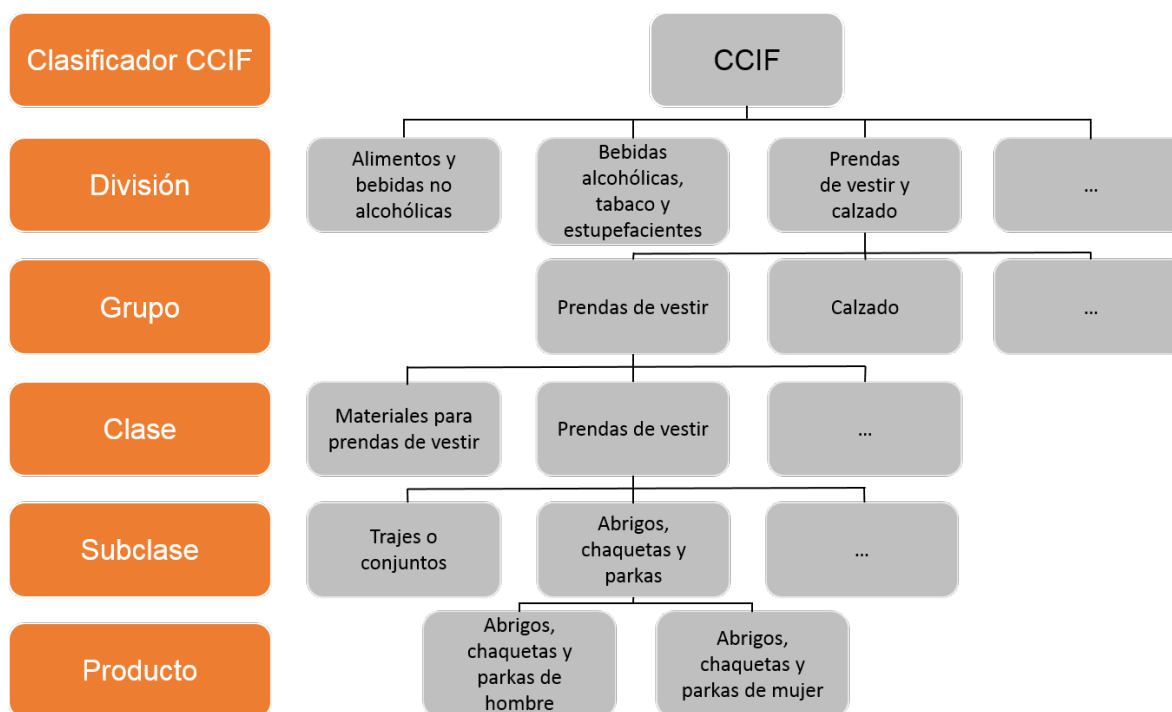 Clasificador CCIF
CCIF
División
Alimentos y
bebidas no
alcohólicas
Bebidas
alcohólicas,
tabaco y
estupefacientes
Prendas
de vestir y
calzado
...
Grupo
Prendas de vestir
Calzado
...
Clase
Materiales para
prendas de vestir
Prendas de vestir
...
Subclase
Trajes o
conjuntos
Abrigos,
chaquetas y
parkas
...
Producto
Abrigos,
chaquetas y
parkas de
hombre
Abrigos,
chaquetas y
parkas de mujer